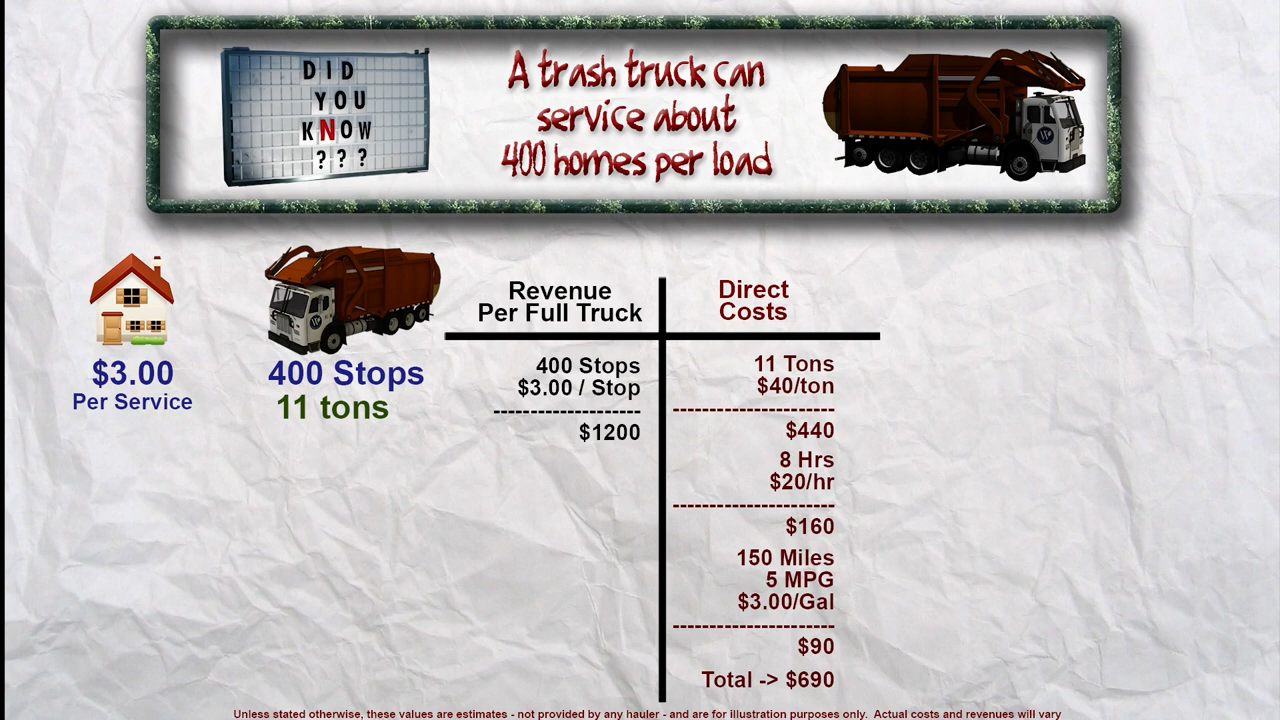 DID
YOU
KNOW
???
A trash truck can
service about
400 homes per load
$3.00
Per Service
400 Stops
11 tons
Revenue
Per Full Truck
400 Stops
$3.00 / Stop
--------------------
$1200
Direct
Costs
11 Tons
$40/ton
----------------------
$440
8 Hrs
$20/hr
----------------------
$160
150 Miles
5 MPG
$3.00/Gal
----------------------
$90
Total -> $690
Unless stated otherwise, these values are estimates - not provided by any hauler - and are for illustration purposes only.  Actual costs and revenues will vary